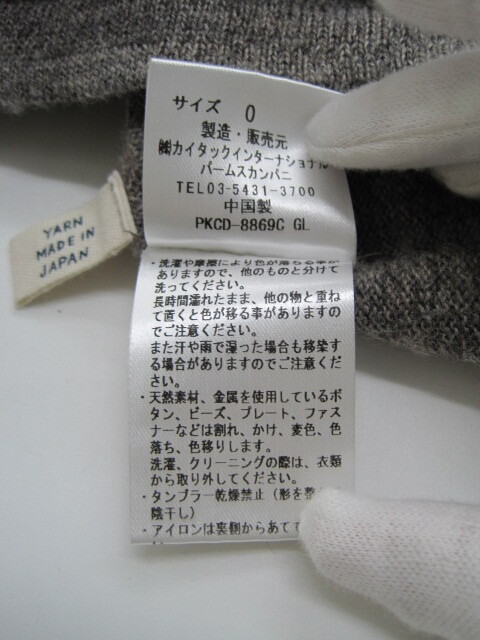 サイズ 0
製造・販売元
㈱カイタックインターナショナル
パームスカンパニ
TEL03-5431-3700
中国製
PKCD-8869C GL
YARN
MADE IN
JAPAN
・洗濯や摩擦により色が落ちる事が
ありますので、他のものと分けて
洗ってください。
長時間濡れたまま、他の物と重ね
て置くと色が移る事がありますの
でご注意ください。
また汗や雨で湿った場合も移染す
る場合がありますのでご注意くださ
い。
・天然素材、金属を使用しているボ
タン、ビーズ、プレート、ファス
ナーなどは割れ、かけ、変色、色
落ち、色移りします。
洗濯、クリーニングの際は、衣類
から取り外してください。
・タンブラー乾燥禁止（形を整
陰干し）
・アイロンは裏側からあて